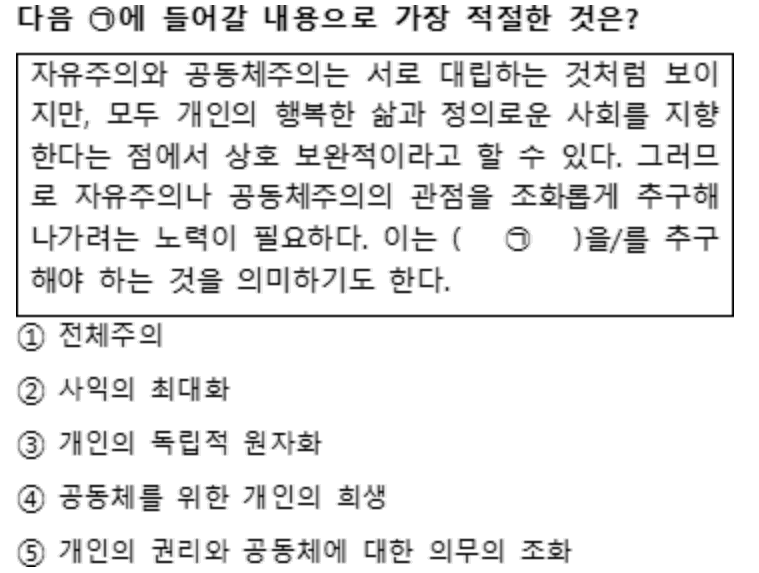 다음 ㉠에 들어갈 내용으로 가장 적절한 것은?
자유주의와 공동체주의는 서로 대립하는 것처럼 보이
지만, 모두 개인의 행복한 삶과 정의로운 사회를 지향
한다는 점에서 상호 보완적이라고 할 수 있다. 그러므
로 자유주의나 공동체주의의 관점을 조화롭게 추구해
나가려는 노력이 필요하다. 이는 ( ㉠ )을/를 추구
해야 하는 것을 의미하기도 한다.
① 전체주의
② 사익의 최대화
③ 개인의 독립적 원자화
④ 공동체를 위한 개인의 희생
⑤ 개인의 권리와 공동체에 대한 의무의 조화